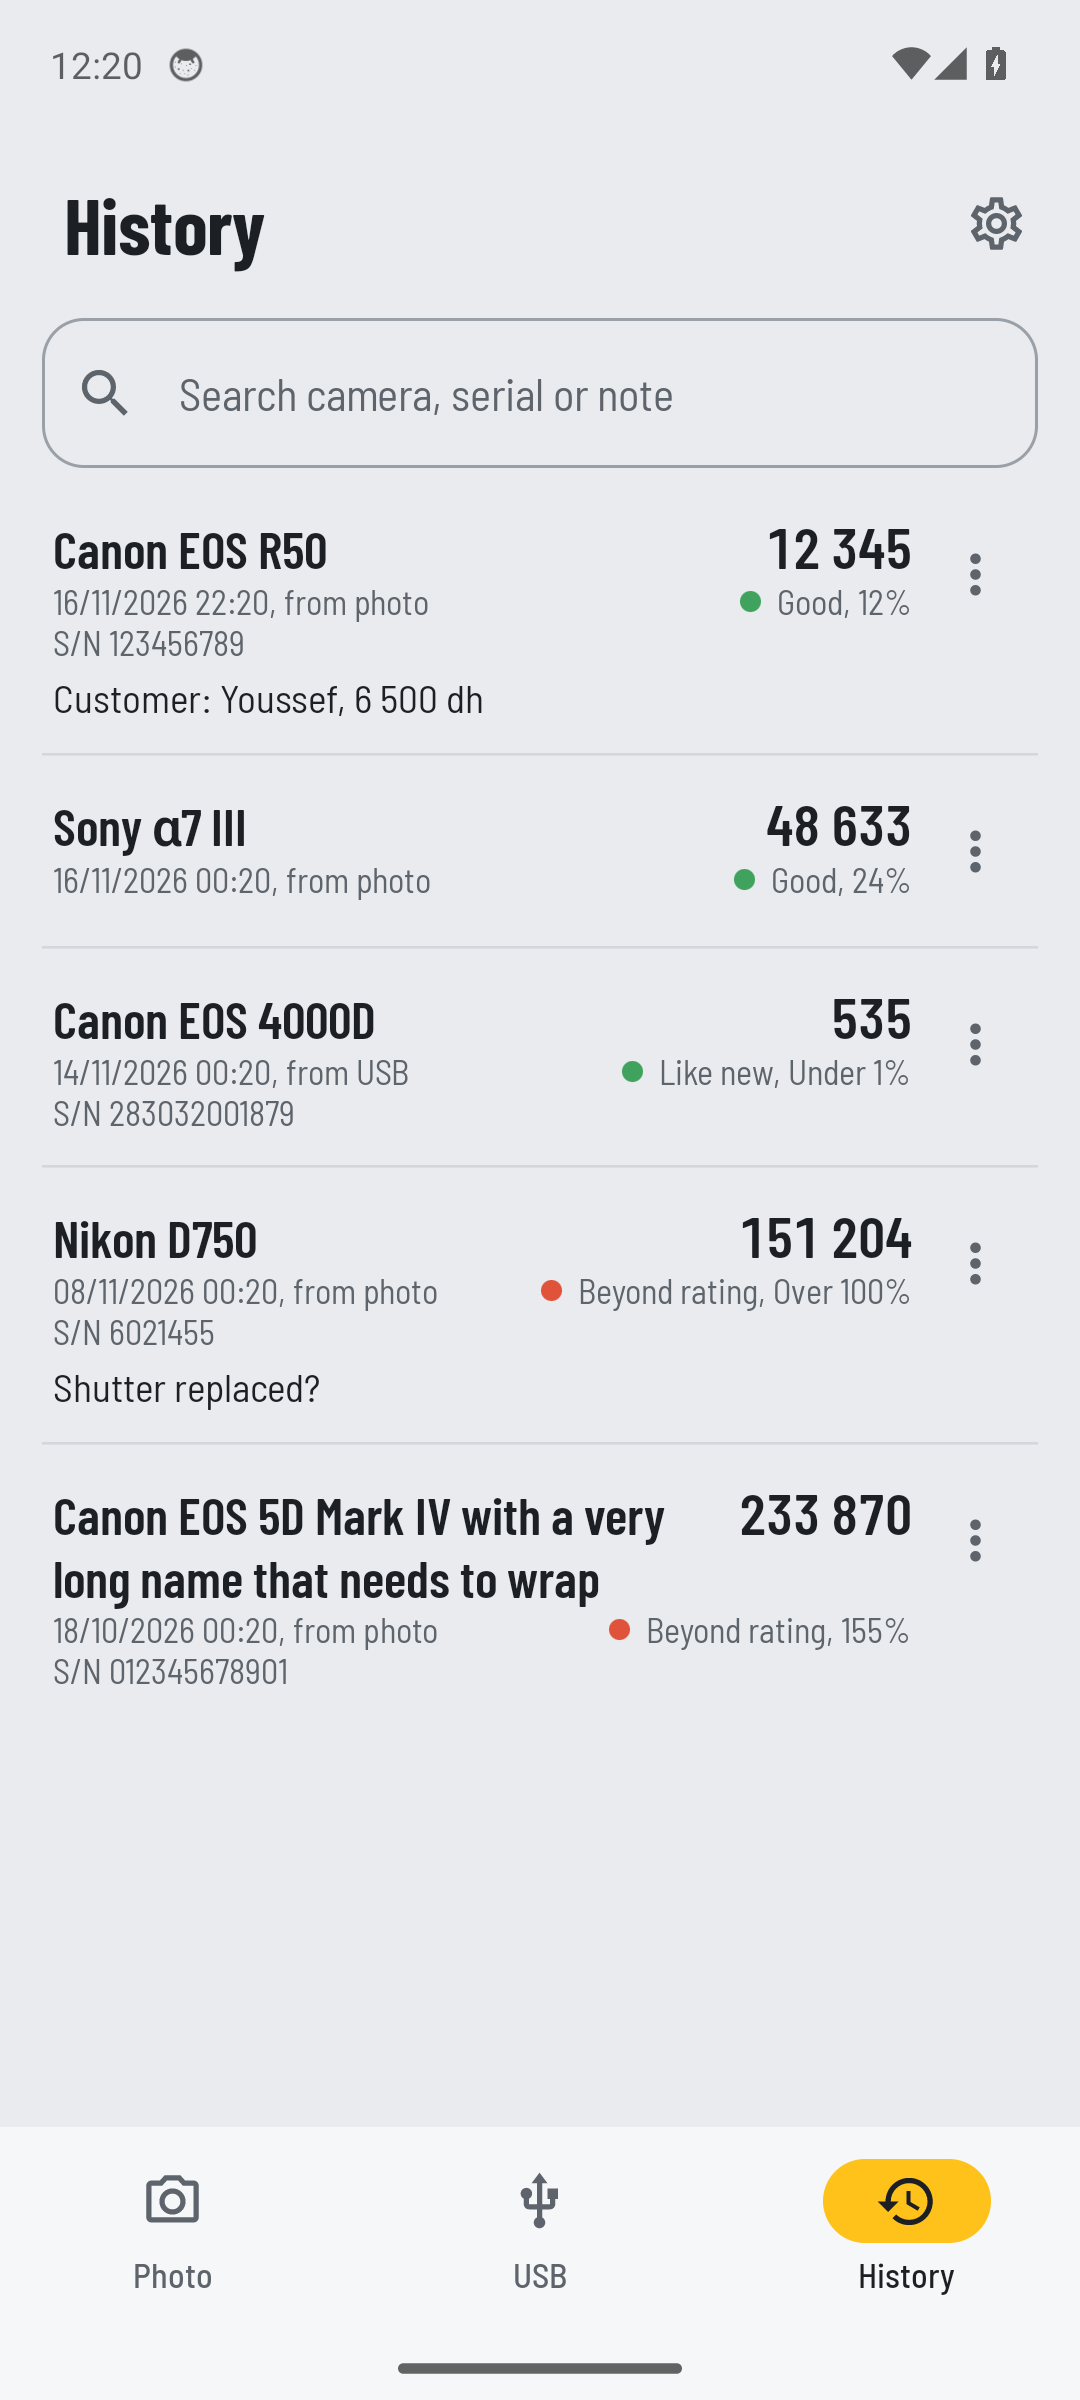 12:20
History
Search camera, serial or note
Canon EOS R50
12 345
16/11/2026 22:20, from photo
Good, 12%
S/N 123456789
Customer: Youssef, 6 500 dh
Sony α7 III
48 633
16/11/2026 00:20, from photo
Good, 24%
Canon EOS 4000D
535
14/11/2026 00:20, from USB
Like new, Under 1%
S/N 283032001879
Nikon D750
151 204
08/11/2026 00:20, from photo
Beyond rating, Over 100%
S/N 6021455
Shutter replaced?
Canon EOS 5D Mark IV with a very
233 870
long name that needs to wrap
18/10/2026 00:20, from photo
Beyond rating, 155%
S/N 012345678901
Photo
USB
History